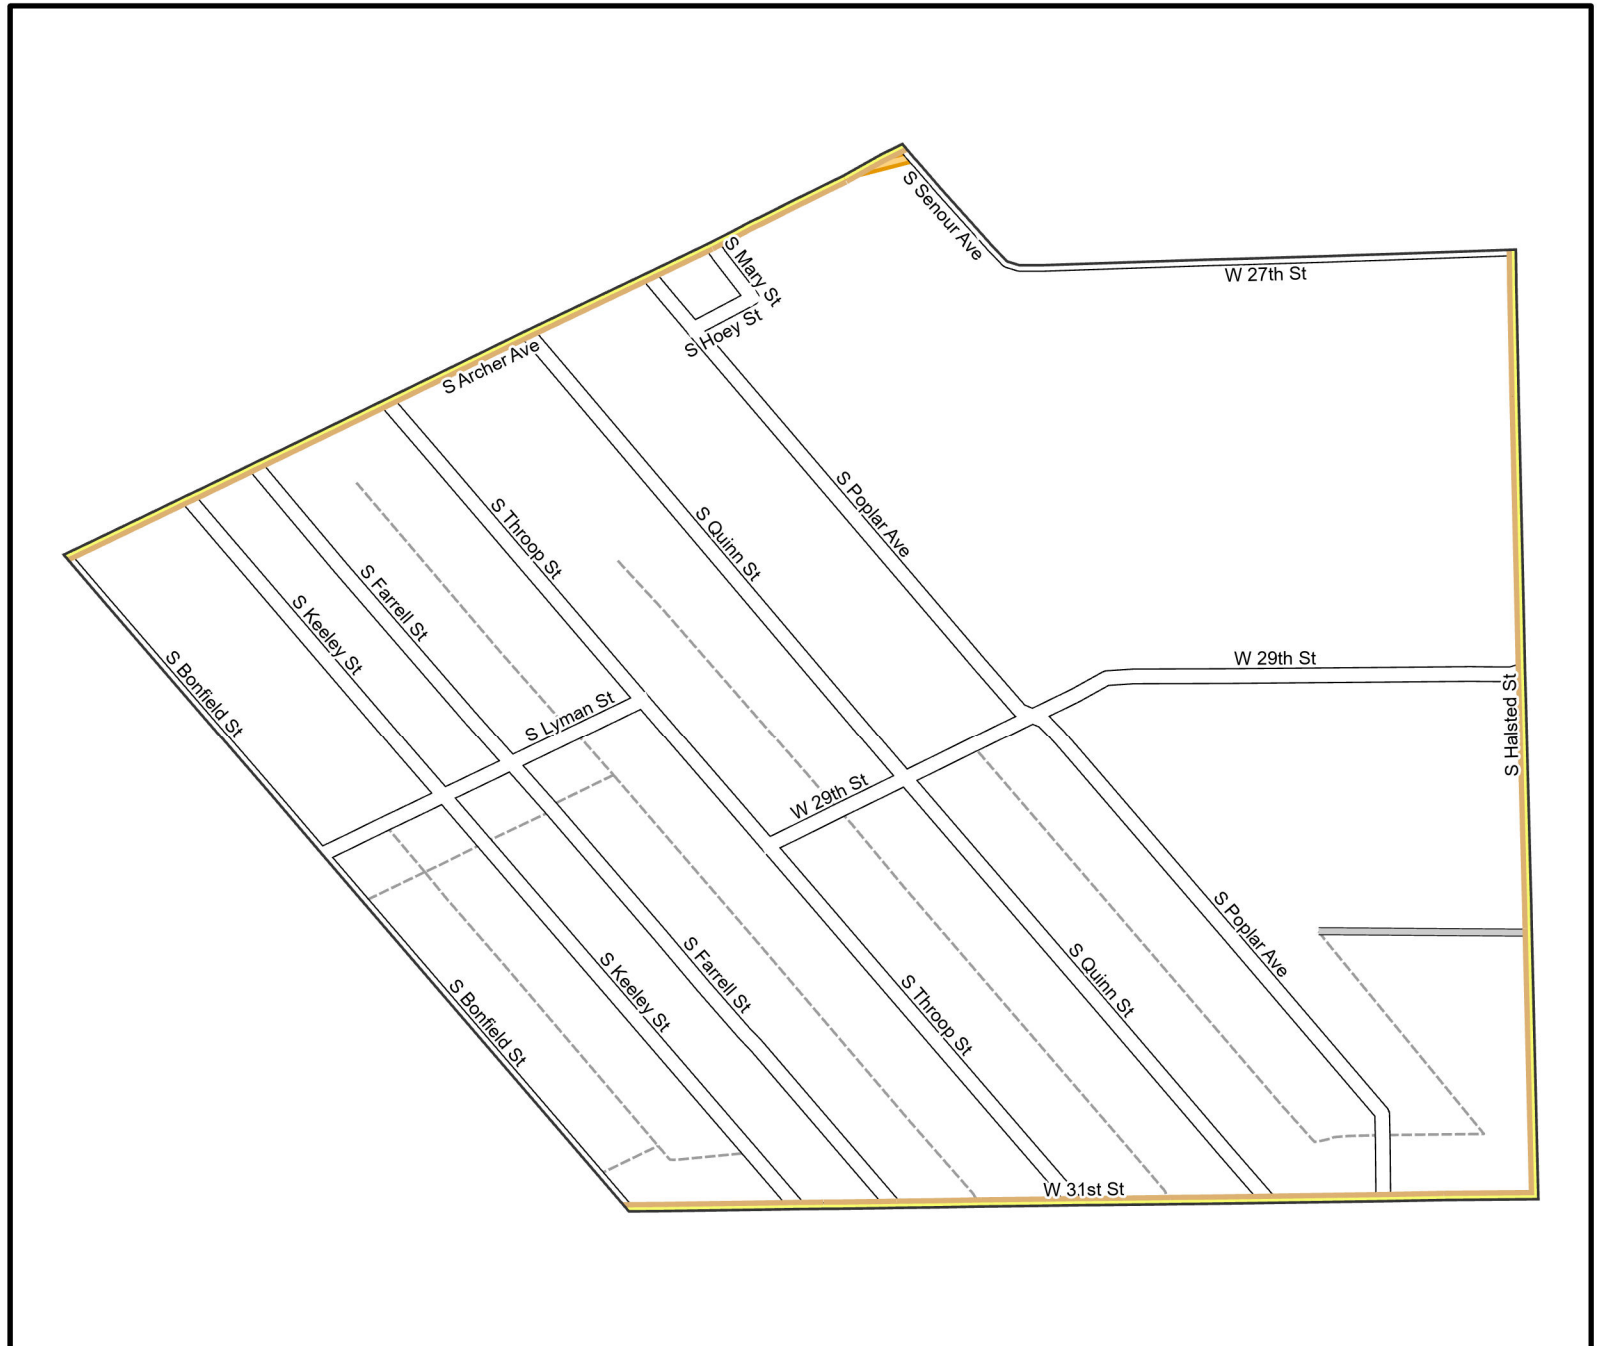 S Senour Ave
S Mary St
W 27th St
S Hoey St
S Archer Ave
S Poplar Ave
S Throop St
S Quinn St
S Farrell St
S Keeley St
S Bonfield St
W 29th St
S Halsted St
S Lyman St
W 29th St
S Poplar Ave
S Farrell St
S Quinn St
S Keeley St
S Throop St
S Bonfield St
W 31st St